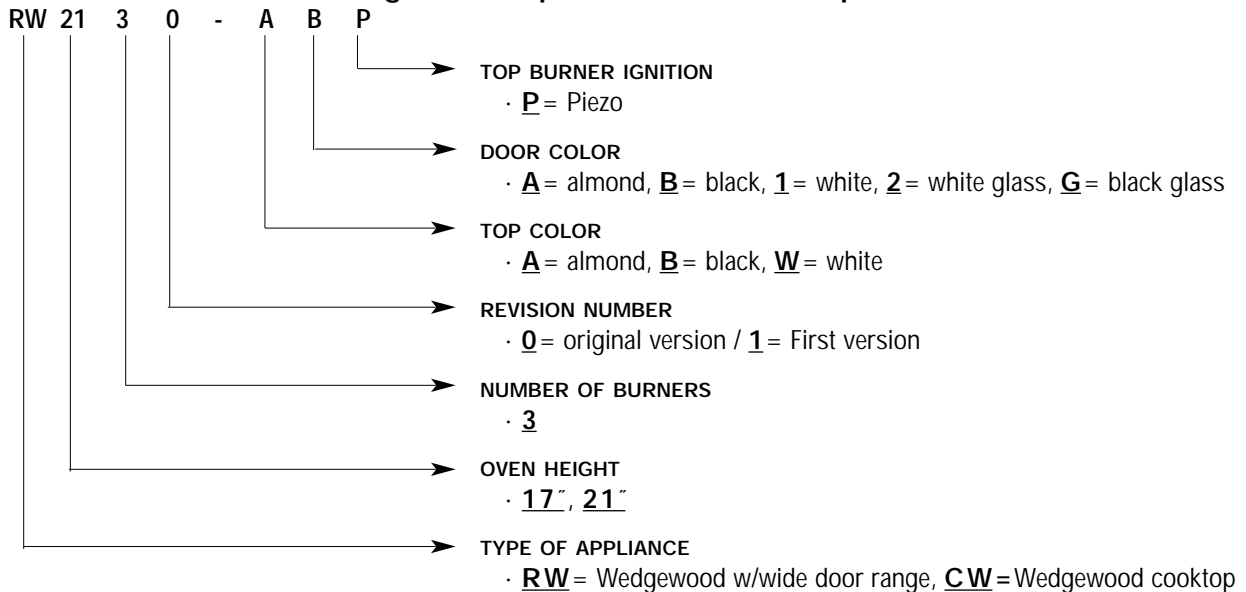 RW 21 3 0 - A B P
TOP BURNER IGNITION
· P = Piezo
DOOR COLOR
· A = almond, B = black, 1 = white, 2 = white glass, G = black glass
TOP COLOR
· A = almond, B = black, W = white
REVISION NUMBER
· 0 = original version / 1 = First version
NUMBER OF BURNERS
· 3
OVEN HEIGHT
· 17˝, 21˝
TYPE OF APPLIANCE
· RW = Wedgewood w/wide door range, CW = Wedgewood cooktop